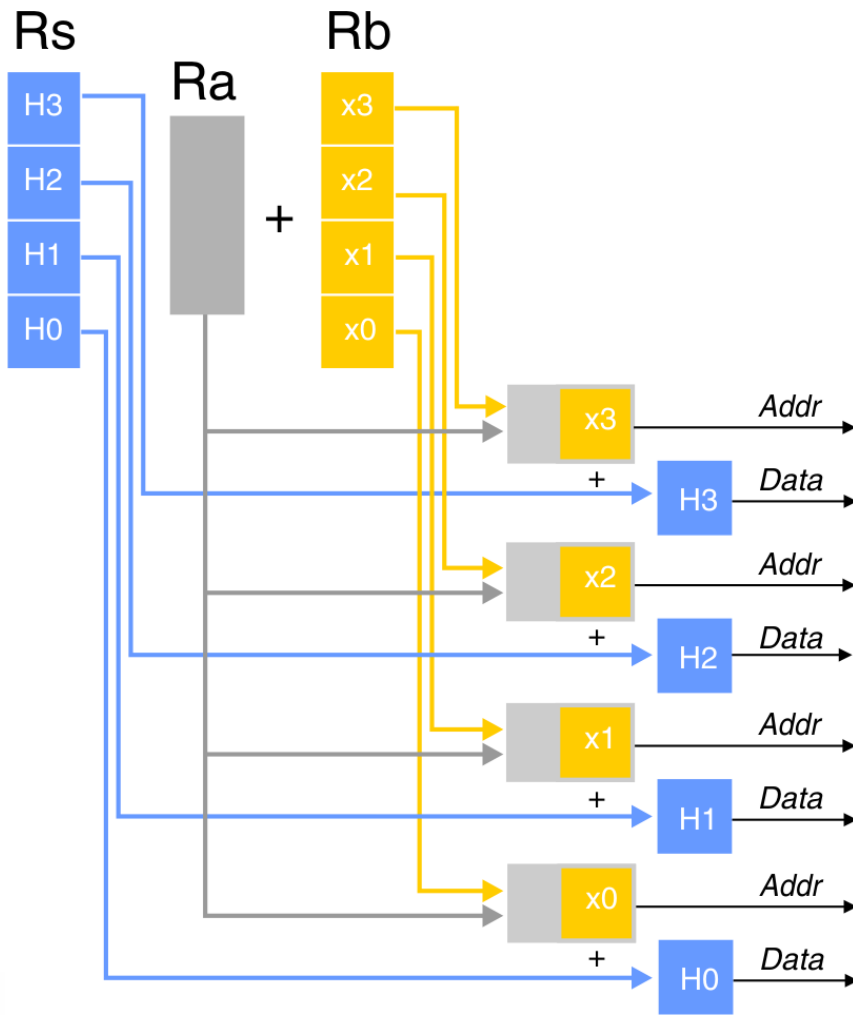 Rs
Ra
+
Rb
H3
H2
H1
H0
x3
x2
x1
x0
x3
Addr
+
H3
Data
x2
Addr
+
H2
Data
x1
Addr
+
H1
Data
x0
Addr
+
H0
Data